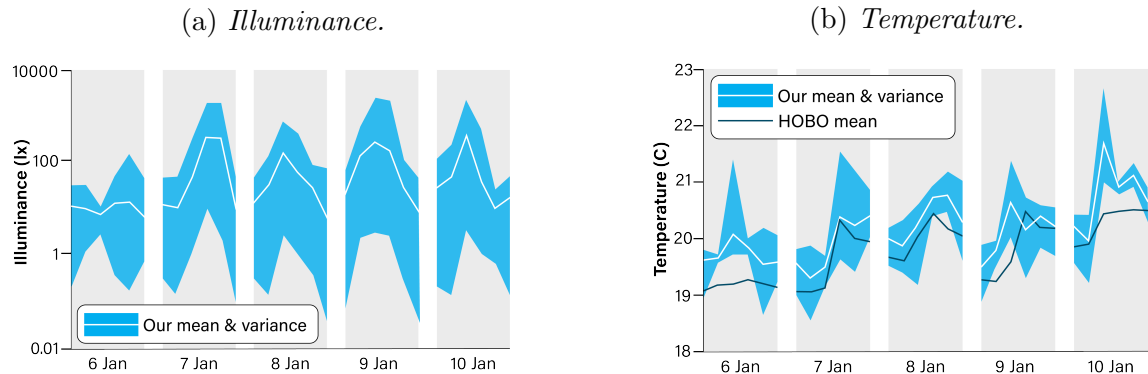 (a) Illuminance.
10000
100
1
0.01
Illuminance (lx)
Our mean & variance
6 Jan
7 Jan
8 Jan
9 Jan
10 Jan
(b) Temperature.
23
22
21
20
19
18
Temperature (C)
Our mean & variance
HOBO mean
6 Jan
7 Jan
8 Jan
9 Jan
10 Jan